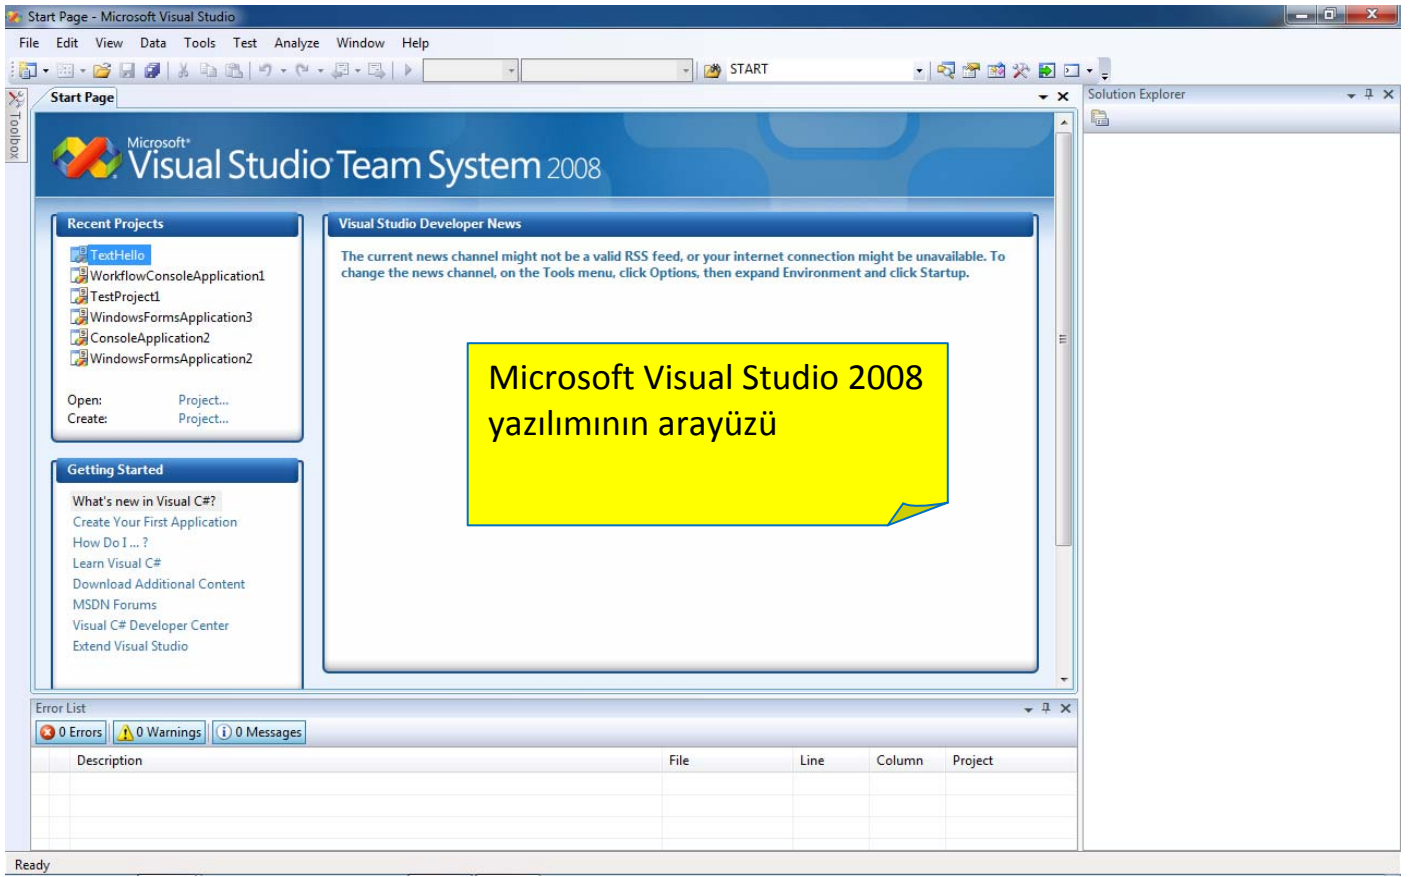 Start Page - Microsoft Visual Studio
File Edit View Data Tools Test Analyze Window Help
START
Toolbox
Start Page
Solution Explorer
Microsoft®
Visual Studio Team System 2008
Recent Projects
TextHello
WorkflowConsoleApplication1
TestProject1
WindowsFormsApplication3
ConsoleApplication2
WindowsFormsApplication2
Open: Project...
Create: Project...
Getting Started
What's new in Visual C#?
Create Your First Application
How Do I ... ?
Learn Visual C#
Download Additional Content
MSDN Forums
Visual C# Developer Center
Extend Visual Studio
Visual Studio Developer News
The current news channel might not be a valid RSS feed, or your internet connection might be unavailable. To
change the news channel, on the Tools menu, click Options, then expand Environment and click Startup.
Microsoft Visual Studio 2008
yazılımının arayüzü
Error List
0 Errors 0 Warnings 0 Messages
Description File Line Column Project
Ready